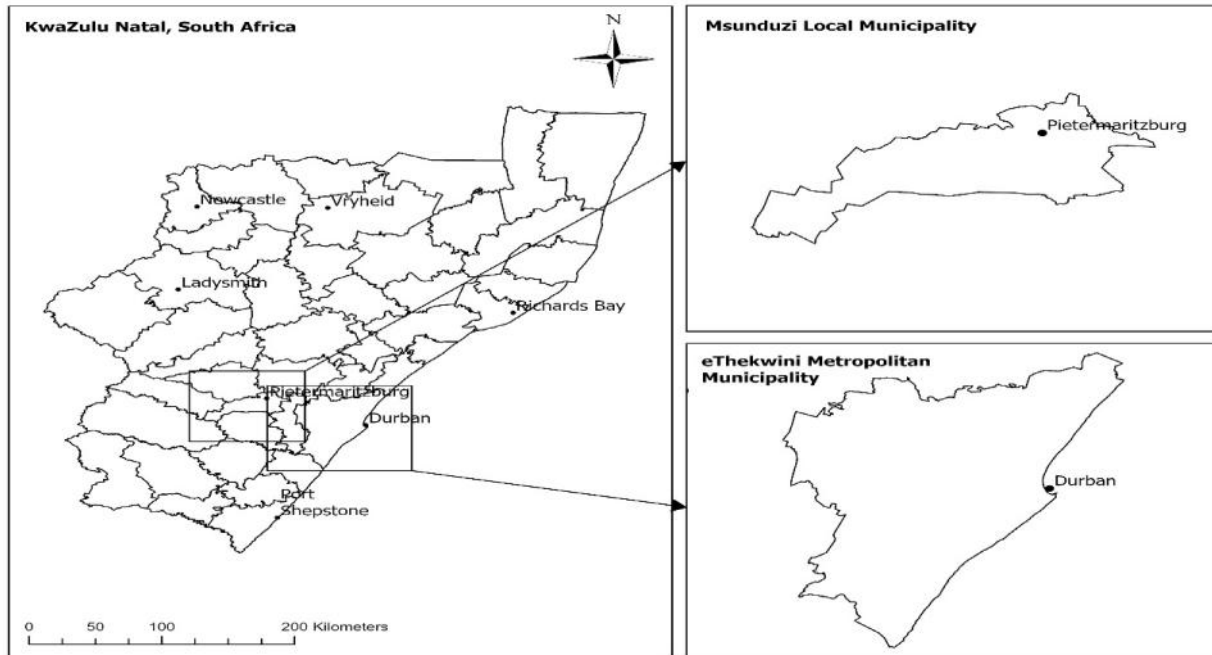 KwaZulu Natal, South Africa
N
Newcastle
Vryheid
Ladysmith
Richards Bay
Pietermaritzburg
Durban
Port
Shepstone
0 50 100 200 Kilometers
Msunduzi Local Municipality
Pietermaritzburg
eThekwini Metropolitan
Municipality
Durban